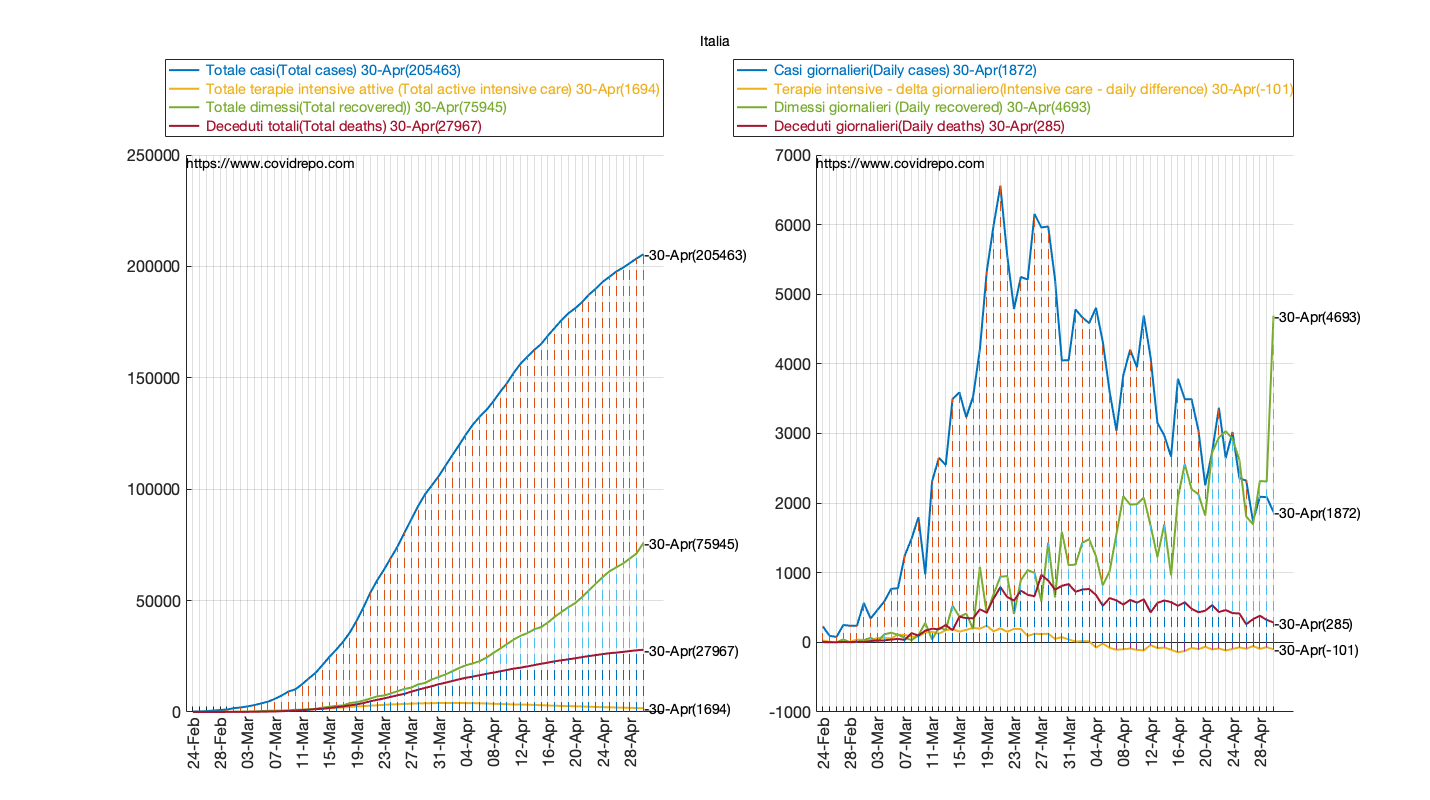 Italia
Totale casi(Total cases) 30-Apr(205463)
Totale terapie intensive attive (Total active intensive care) 30-Apr(1694)
Totale dimessi(Total recovered)) 30-Apr(75945)
Deceduti totali(Total deaths) 30-Apr(27967)
https://www.covidrepo.com
250000
200000
150000
100000
50000
0
-30-Apr(205463)
-30-Apr(75945)
-30-Apr(27967)
-30-Apr(1694)
24-Feb
28-Feb
03-Mar
07-Mar
11-Mar
15-Mar
19-Mar
23-Mar
27-Mar
31-Mar
04-Apr
08-Apr
12-Apr
16-Apr
20-Apr
24-Apr
28-Apr
Casi giornalieri(Daily cases) 30-Apr(1872)
Terapie intensive - delta giornaliero(Intensive care - daily difference) 30-Apr(-101)
Dimessi giornalieri (Daily recovered) 30-Apr(4693)
Deceduti giornalieri(Daily deaths) 30-Apr(285)
https://www.covidrepo.com
7000
6000
5000
4000
3000
2000
1000
0
-1000
-30-Apr(4693)
-30-Apr(1872)
-30-Apr(285)
-30-Apr(-101)
24-Feb
28-Feb
03-Mar
07-Mar
11-Mar
15-Mar
19-Mar
23-Mar
27-Mar
31-Mar
04-Apr
08-Apr
12-Apr
16-Apr
20-Apr
24-Apr
28-Apr